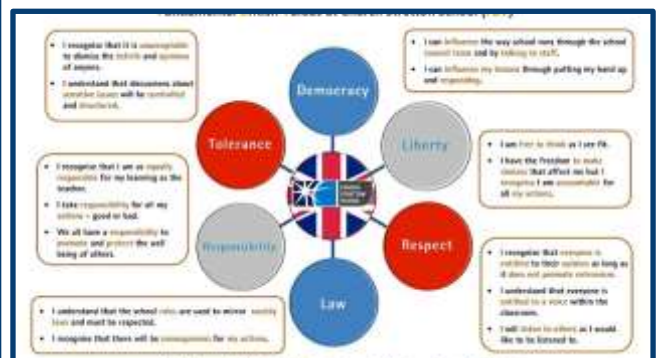 Fundamental British Values at Church Stretton School
• I recognise that it is unacceptable
to dismiss the beliefs and opinions
of anyone.
• I understand that discussions about
sensitive issues will be controlled
and structured.
• I can influence the way school runs through the school
council team and by talking to staff.
• I can influence my lessons through putting my hand up
and responding.
Democracy
Tolerance
Liberty
• I am free to think as I see fit.
• I have the freedom to make
choices that affect me but I
recognise I am accountable for
all my actions.
• I recognise that I am as equally
responsible for my learning as the
teacher.
• I take responsibility for all my
actions – good or bad.
• We all have a responsibility to
promote and protect the well
being of others.
Responsibility
Respect
Law
• I recognise that everyone is
entitled to their opinion as long as
it does not promote extremism.
• I understand that everyone is
entitled to a voice within the
classroom.
• I will listen to others as I would
like to be listened to.
• I understand that the school rules are used to mirror society
laws and must be respected.
• I recognise that there will be consequences for my actions.